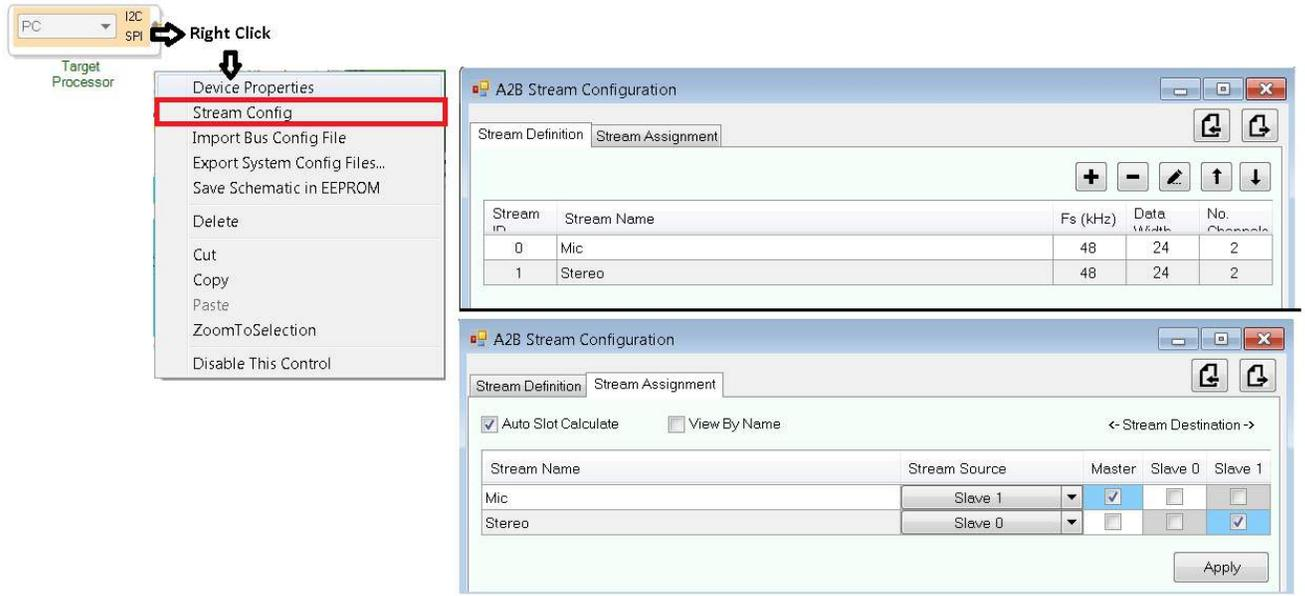 PC
I2C
SPI
Right Click
Target
Processor
Device Properties
Stream Config
Import Bus Config File
Export System Config Files...
Save Schematic in EEPROM
Delete
Cut
Copy
Paste
ZoomToSelection
Disable This Control
A2B Stream Configuration
Stream Definition Stream Assignment
Stream ID Stream Name Fs (kHz) Data Width No. Channels
0 Mic 48 24 2
1 Stereo 48 24 2
A2B Stream Configuration
Stream Definition Stream Assignment
Auto Slot Calculate View By Name <- Stream Destination ->
Stream Name Stream Source Master Slave 0 Slave 1
Mic Slave 1
Stereo Slave 0
Apply